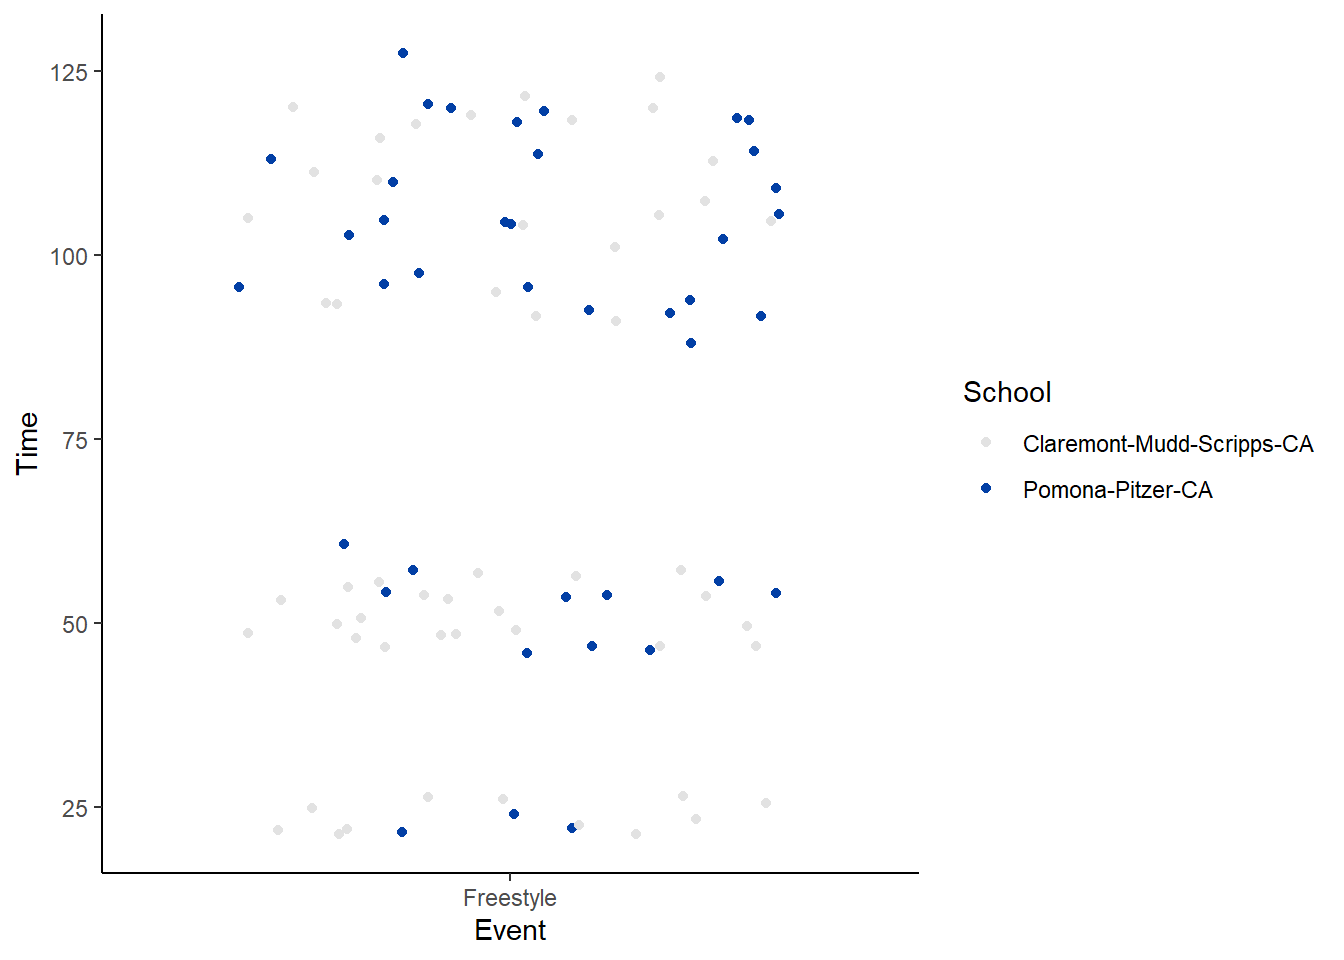 125
100
75
50
25
Time
Freestyle
Event
School
Claremont-Mudd-Scripps-CA
Pomona-Pitzer-CA